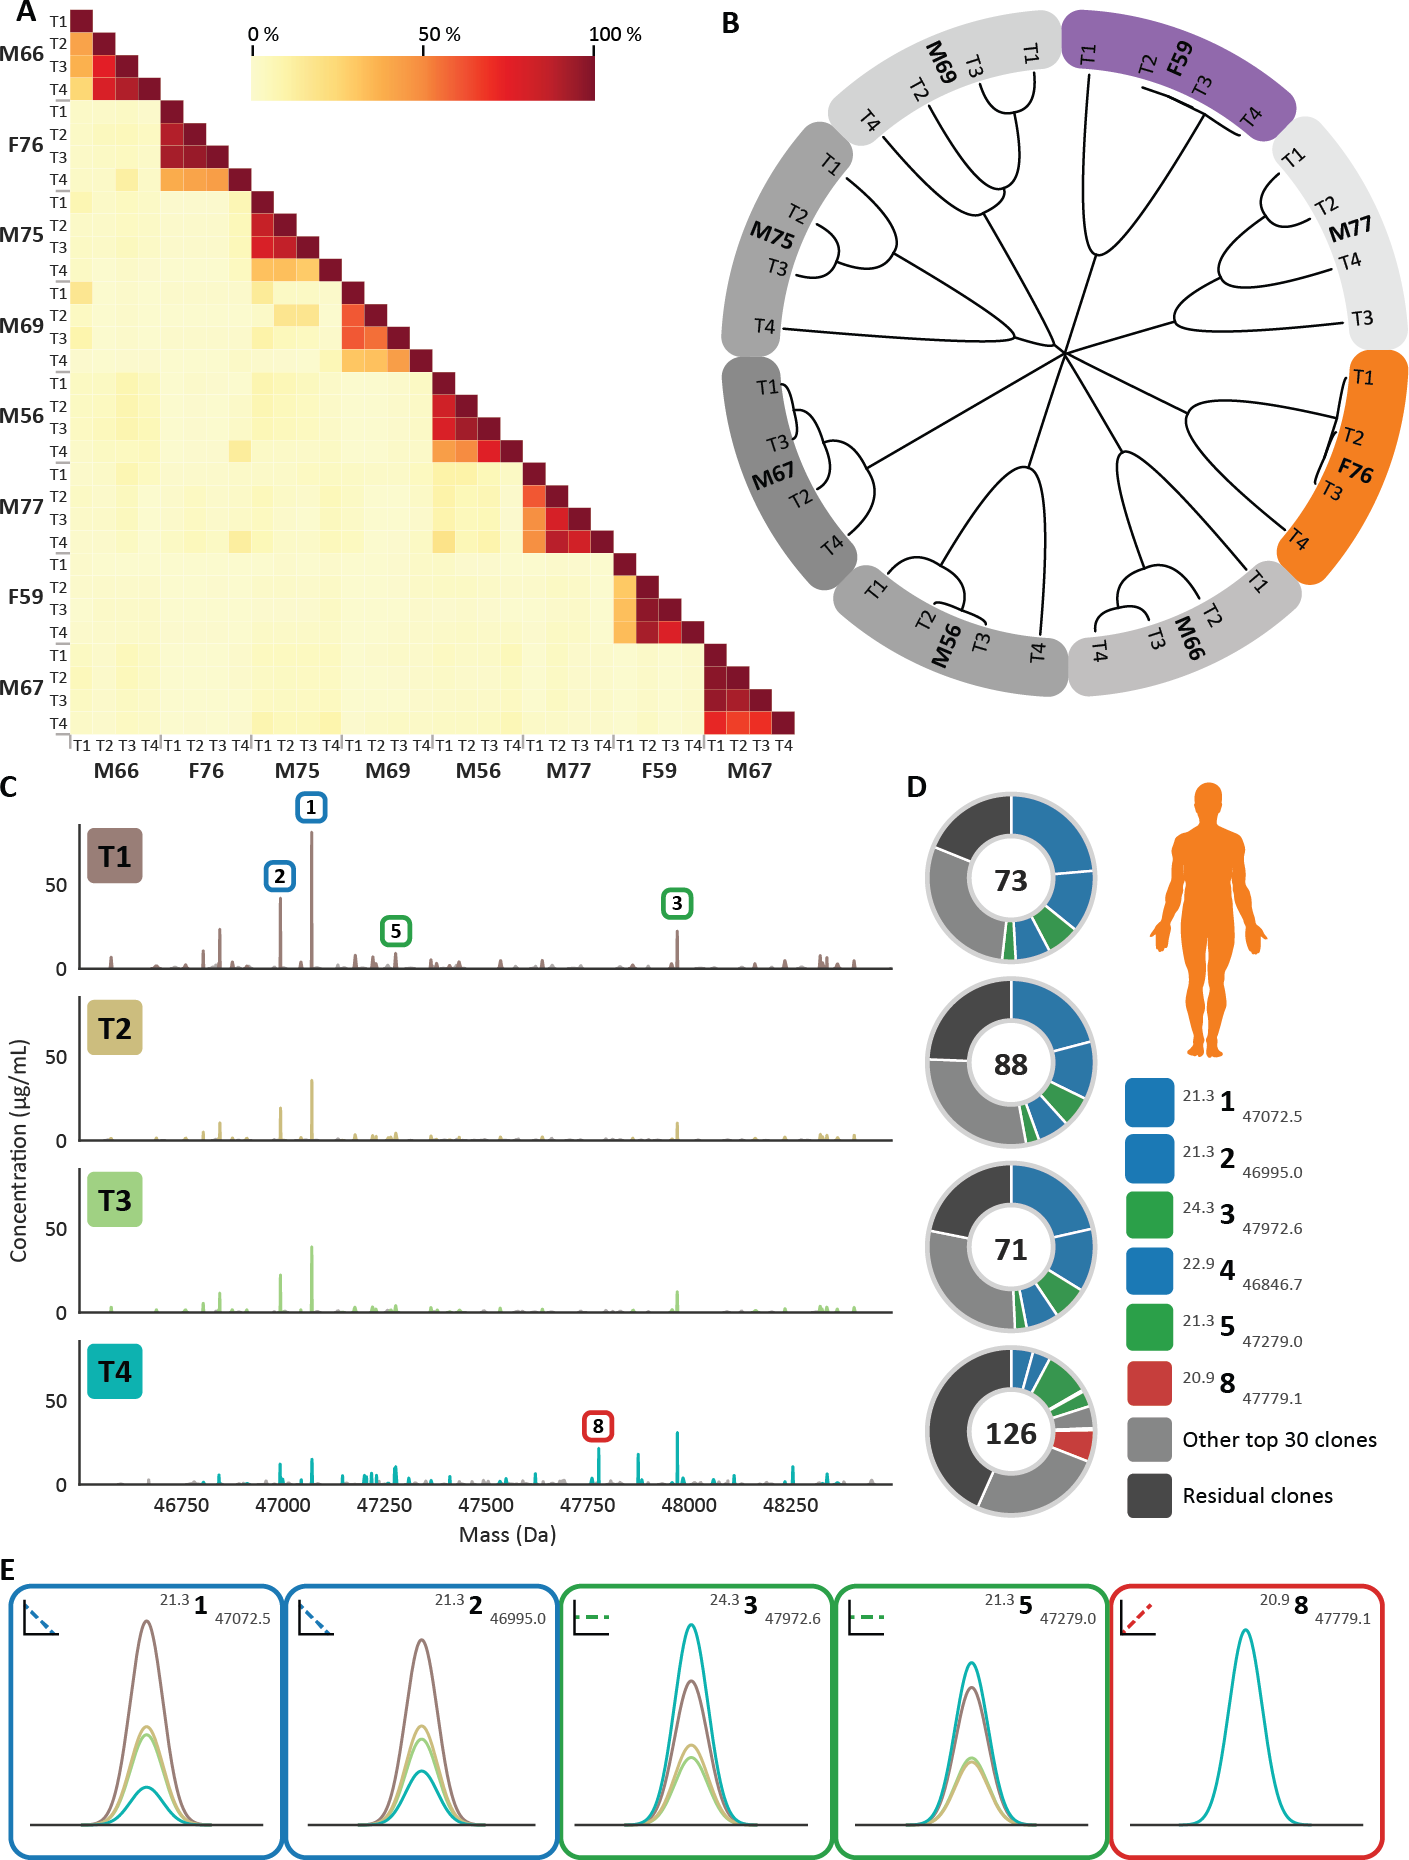 A
0 %
50 %
100 %
M66
T1
T2
T3
T4
F76
T1
T2
T3
T4
M75
T1
T2
T3
T4
M69
T1
T2
T3
T4
M56
T1
T2
T3
T4
M77
T1
T2
T3
T4
F59
T1
T2
T3
T4
M67
T1
T2
T3
T4
T1 T2 T3 T4 T1 T2 T3 T4 T1 T2 T3 T4 T1 T2 T3 T4 T1 T2 T3 T4 T1 T2 T3 T4 T1 T2 T3 T4 T1 T2 T3 T4
M66 F76 M75 M69 M56 M77 F59 M67
B
F59
T1
T2
T3
T4
M77
T1
T2
T4
T3
F76
T1
T2
T3
T4
M66
T1
T2
T3
T4
M56
T4
T3
T2
T1
M67
T4
T2
T3
T1
M75
T4
T3
T2
T1
M69
T4
T2
T3
T1
C
Concentration (µg/mL)
T1
50
0
1
2
5
3
T2
50
0
T3
50
0
T4
50
0
8
46750 47000 47250 47500 47750 48000 48250
Mass (Da)
D
73
88
71
126
21.3 1 47072.5
21.3 2 46995.0
24.3 3 47972.6
22.9 4 46846.7
21.3 5 47279.0
20.9 8 47779.1
Other top 30 clones
Residual clones
E
21.3 1 47072.5
21.3 2 46995.0
24.3 3 47972.6
21.3 5 47279.0
20.9 8 47779.1